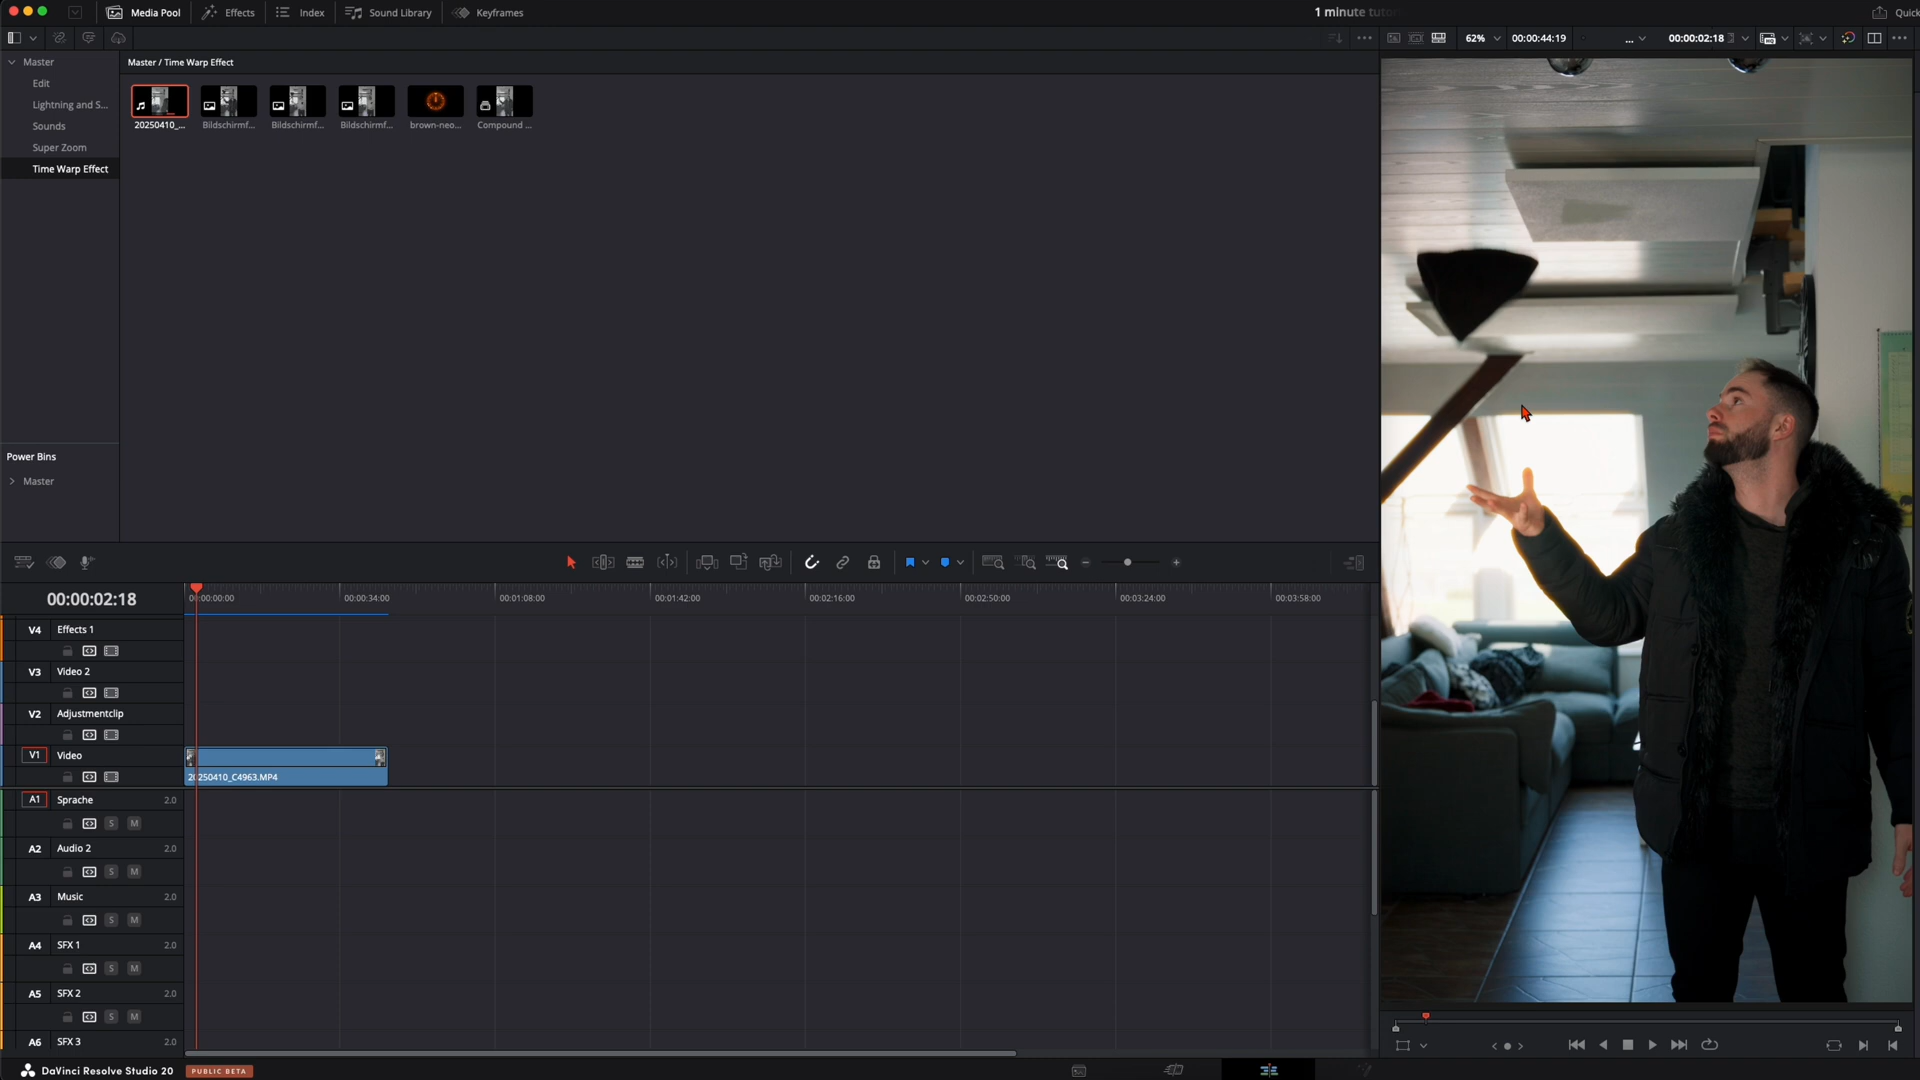 Media Pool
Effects
Index
Sound Library
Keyframes
1 minute tuto
Quick
62%
00:00:44:19
...
00:00:02:18
Master
Master / Time Warp Effect
Edit
Lightning and S...
Sounds
Super Zoom
Time Warp Effect
20250410_...
Bildschirmf...
Bildschirmf...
Bildschirmf...
brown-neo...
Compound ...
Power Bins
Master
00:00:02:18
00:00:00:00
00:00:34:00
00:01:08:00
00:01:42:00
00:02:16:00
00:02:50:00
00:03:24:00
00:03:58:00
V4 Effects 1
V3 Video 2
V2 Adjustmentclip
V1 Video
20250410_C4963.MP4
A1 Sprache 2.0
S M
A2 Audio 2 2.0
S M
A3 Music 2.0
S M
A4 SFX 1 2.0
S M
A5 SFX 2 2.0
S M
A6 SFX 3 2.0
DaVinci Resolve Studio 20
PUBLIC BETA